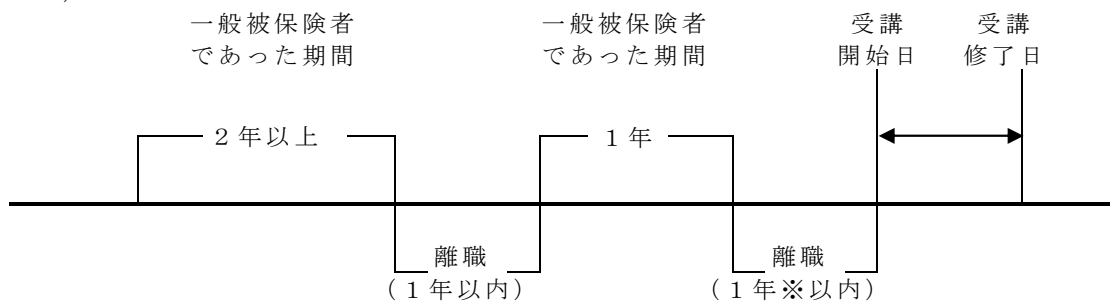 一般被保険者
であった期間
一般被保険者
であった期間
受講
開始日
受講
修了日
２年以上
１年
離職
（１年以内）
離職
（１年※以内）